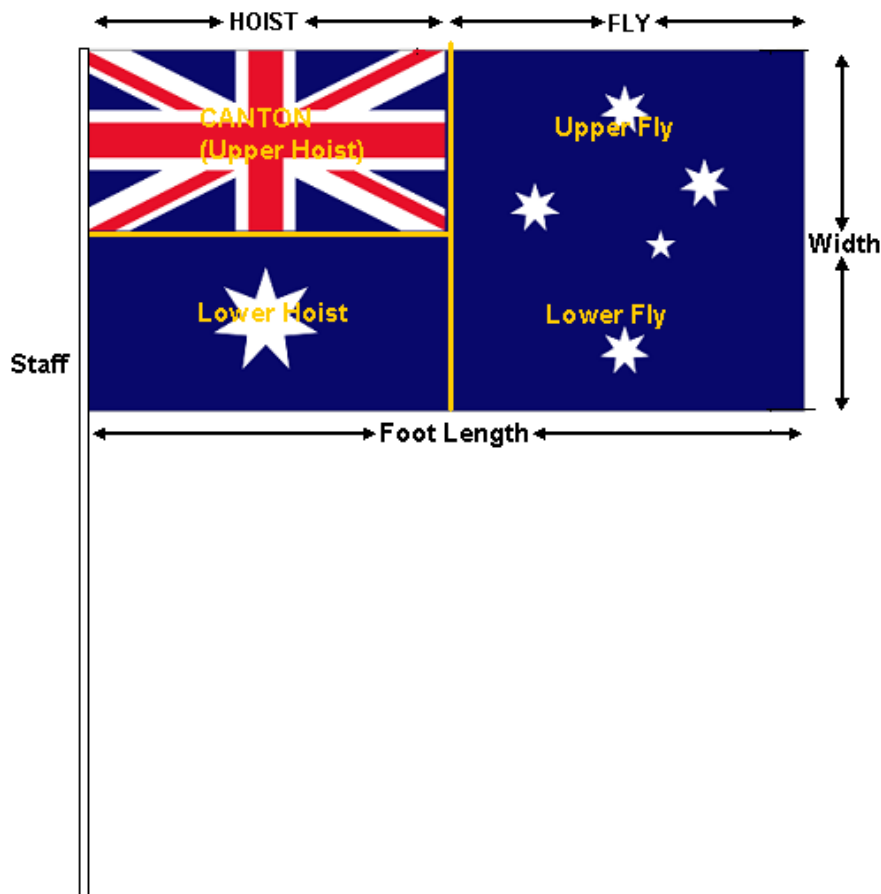 HOIST
FLY
CANTON
(Upper Hoist)
Upper Fly
Width
Lower Hoist
Lower Fly
Staff
Foot Length